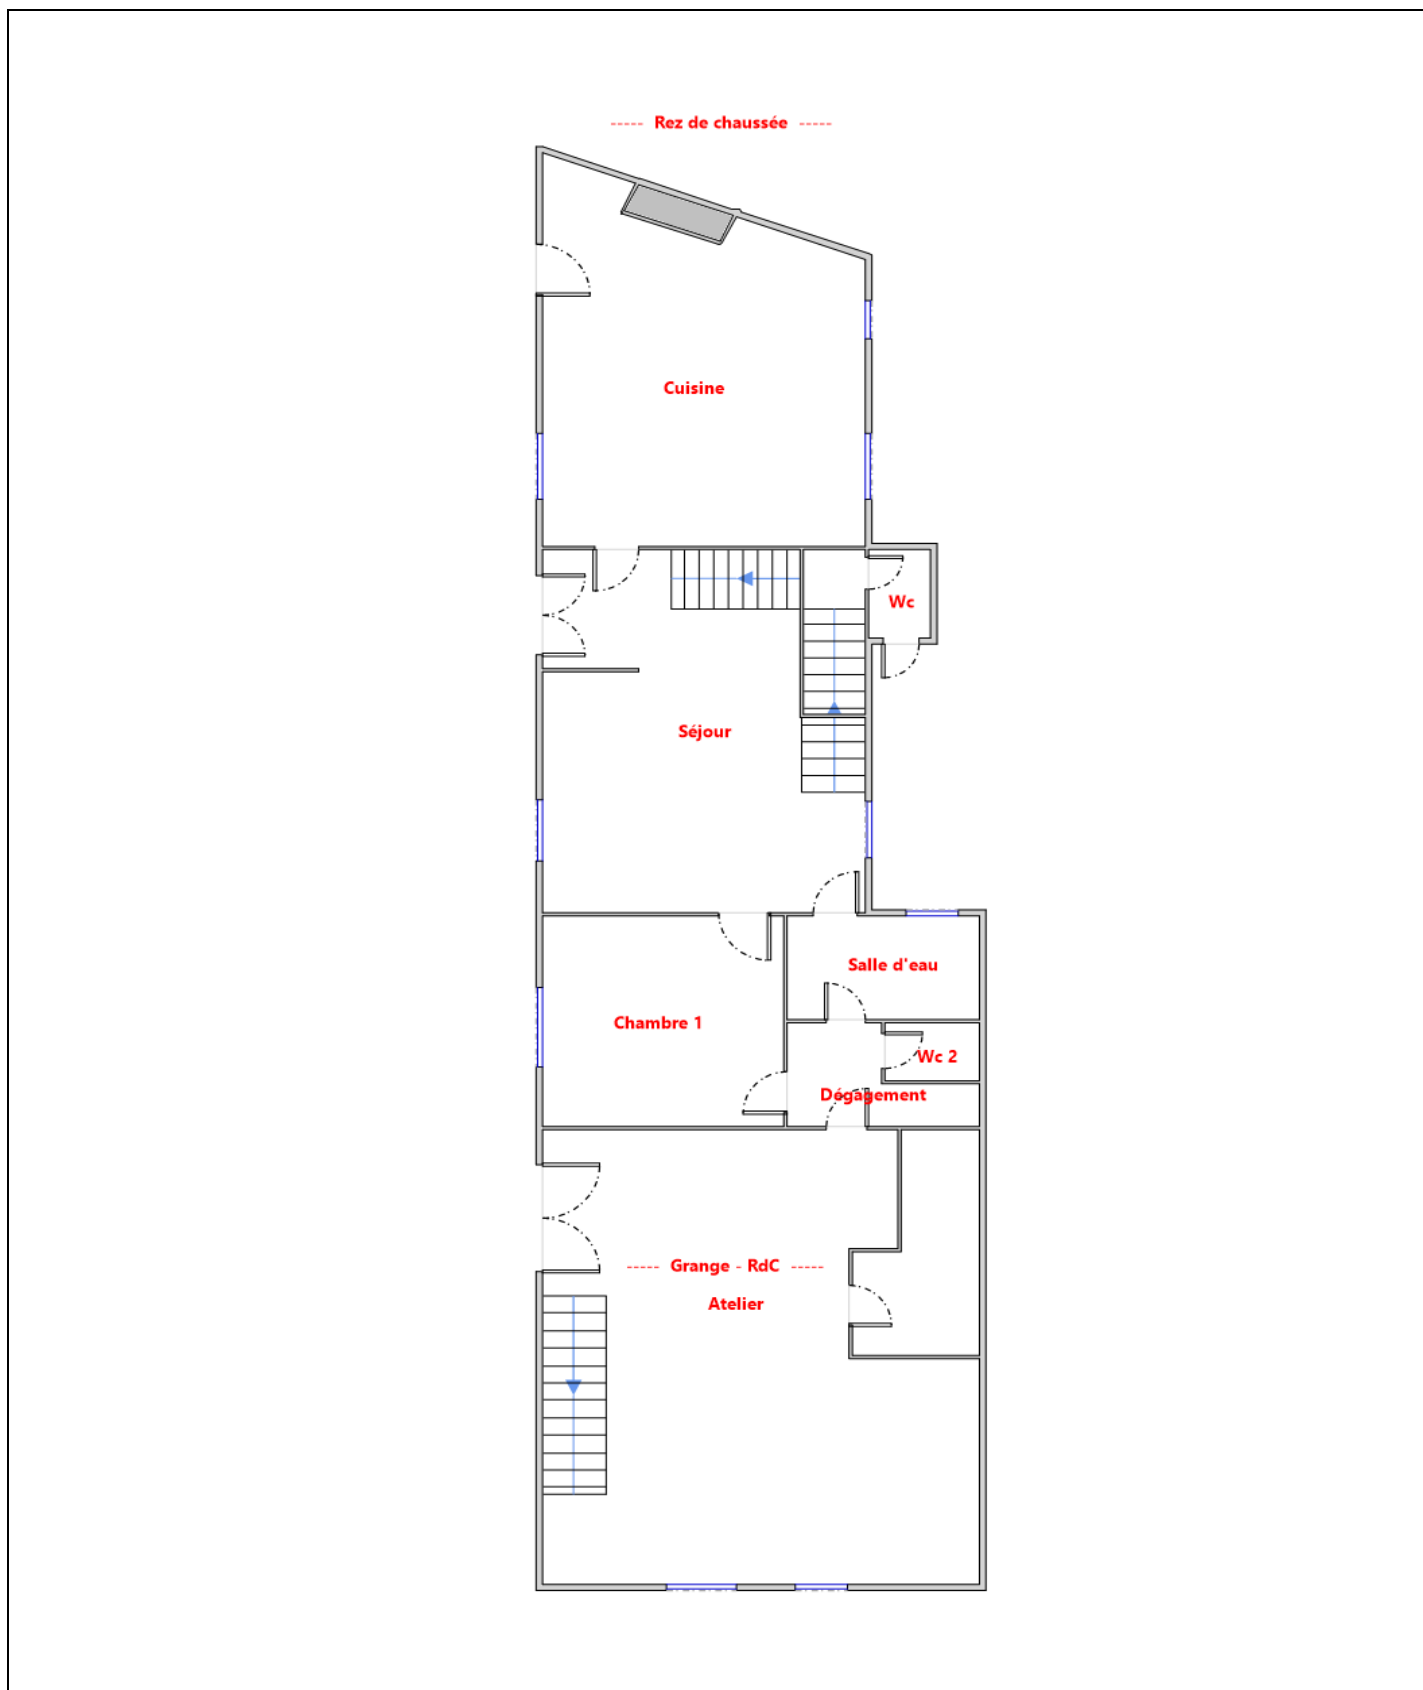 ----- Rez de chaussée -----
Cuisine
Wc
Séjour
Salle d'eau
Chambre 1
Wc 2
Dégagement
----- Grange - RdC -----
Atelier